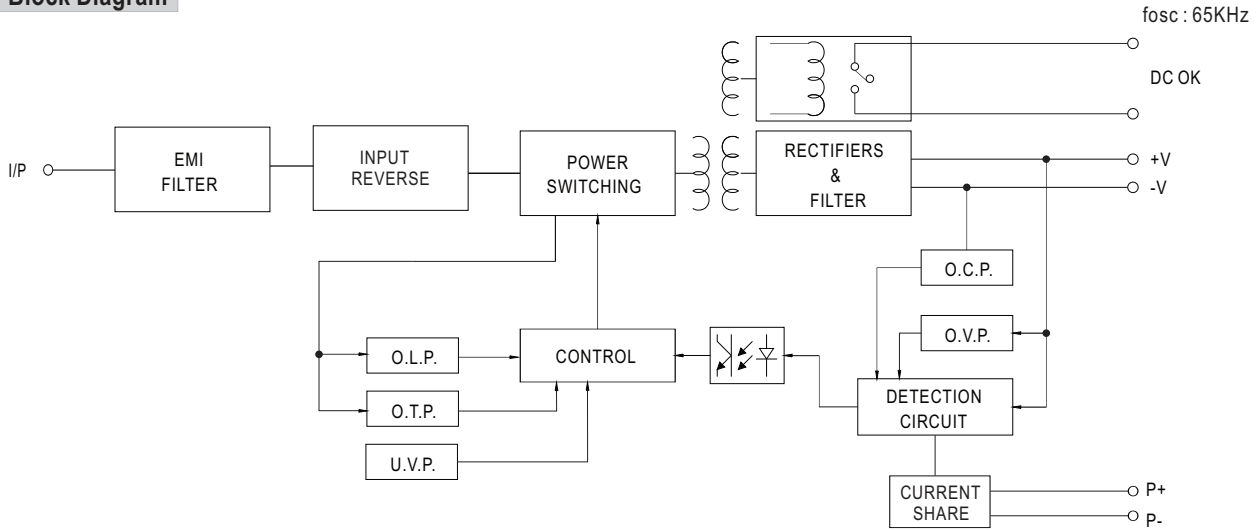 Block Diagram
fosc : 65KHz
DC OK
I/P
EMI
FILTER
INPUT
REVERSE
POWER
SWITCHING
RECTIFIERS
&
FILTER
+V
-V
O.C.P.
O.V.P.
O.L.P.
CONTROL
O.T.P.
DETECTION
CIRCUIT
U.V.P.
CURRENT
SHARE
P+
P-